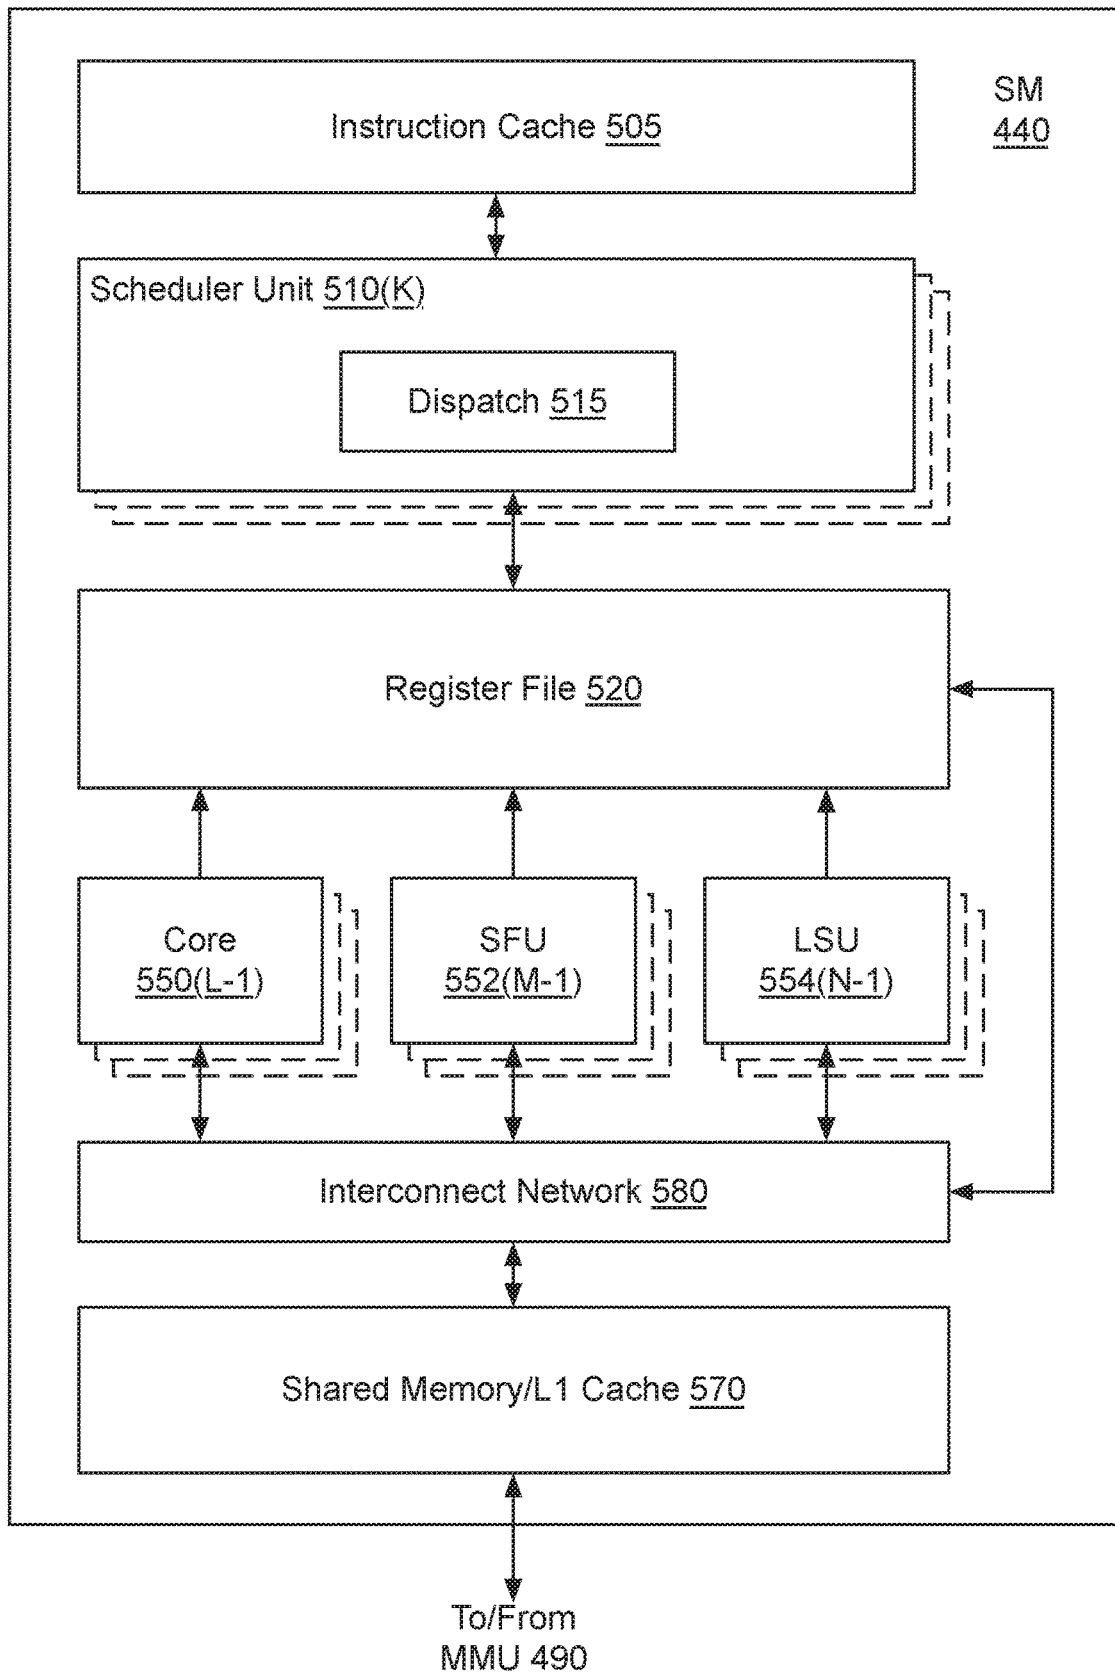 Instruction Cache 505
SM
440
Scheduler Unit 510(K)
Dispatch 515
Register File 520
Core
550(L-1)
SFU
552(M-1)
LSU
554(N-1)
Interconnect Network 580
Shared Memory/L1 Cache 570
To/From
MMU 490